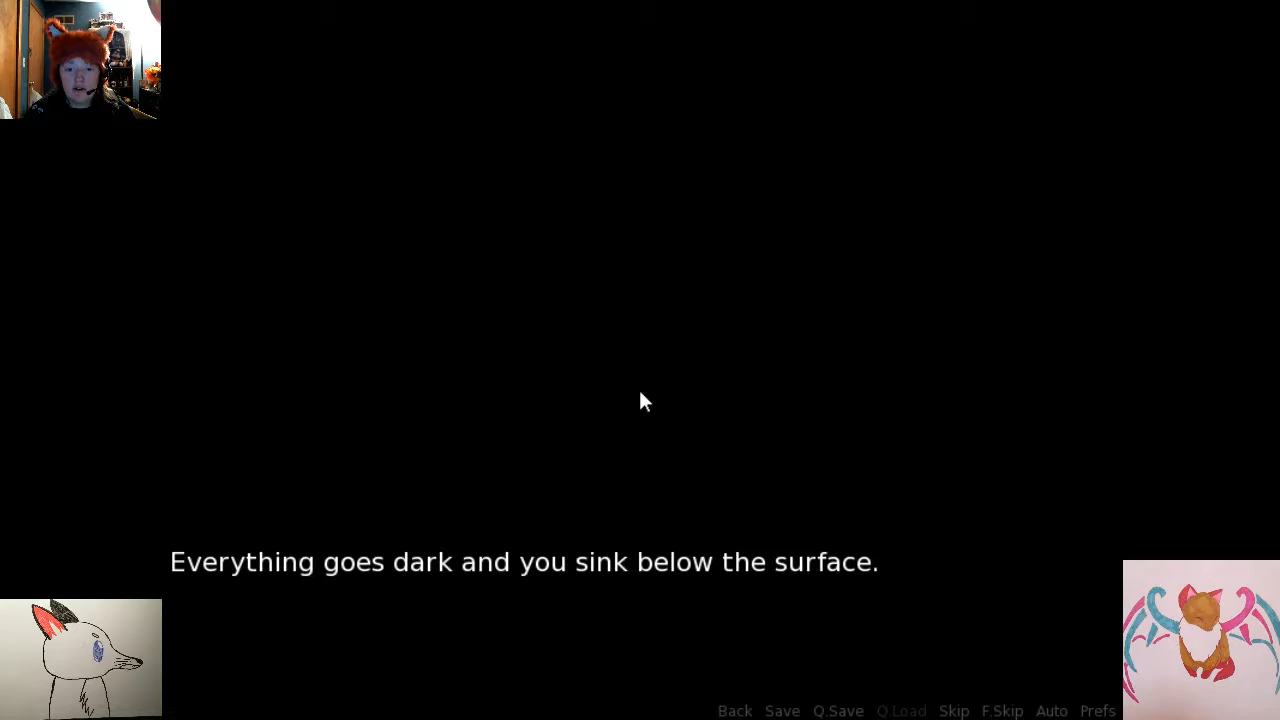 Everything goes dark and you sink below the surface.
Back Save Q.Save Q.Load Skip F.Skip Auto Prefs